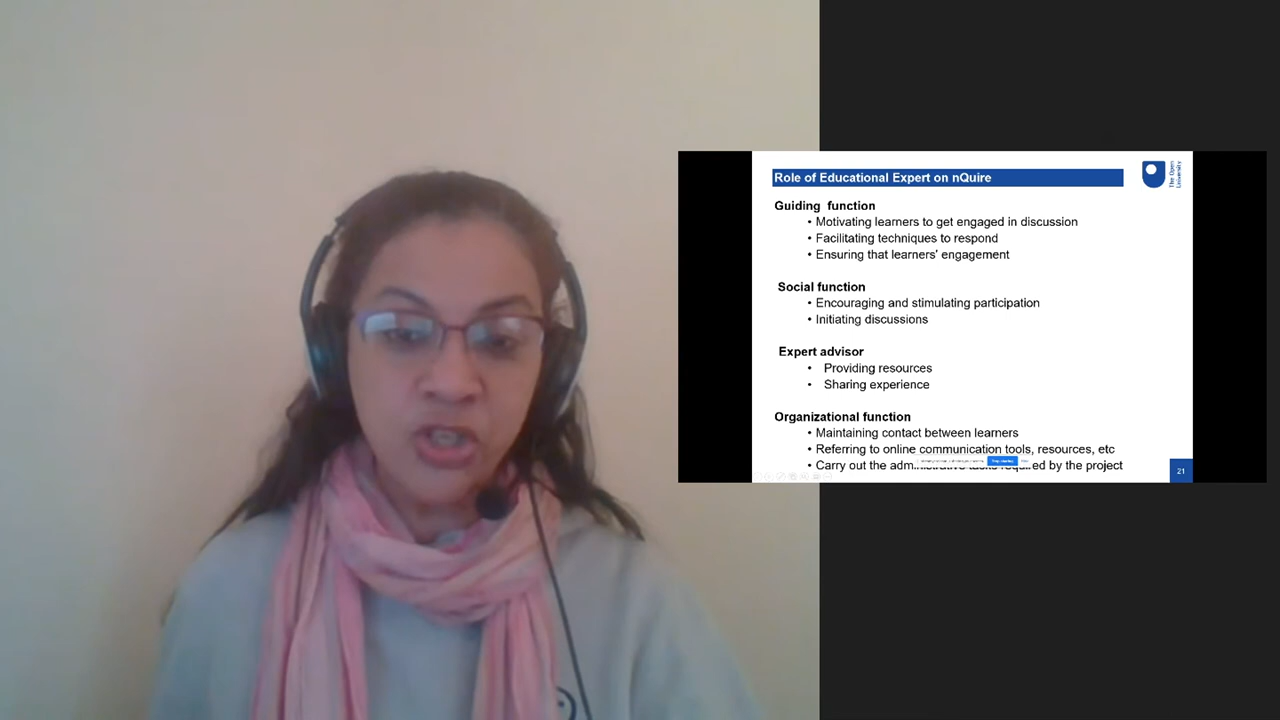 Role of Educational Expert on nQuire
The Open
University
Guiding function
• Motivating learners to get engaged in discussion
• Facilitating techniques to respond
• Ensuring that learners' engagement
Social function
• Encouraging and stimulating participation
• Initiating discussions
Expert advisor
• Providing resources
• Sharing experience
Organizational function
• Maintaining contact between learners
• Referring to online communication tools, resources, etc
• Carry out the administrative tasks required by the project
21